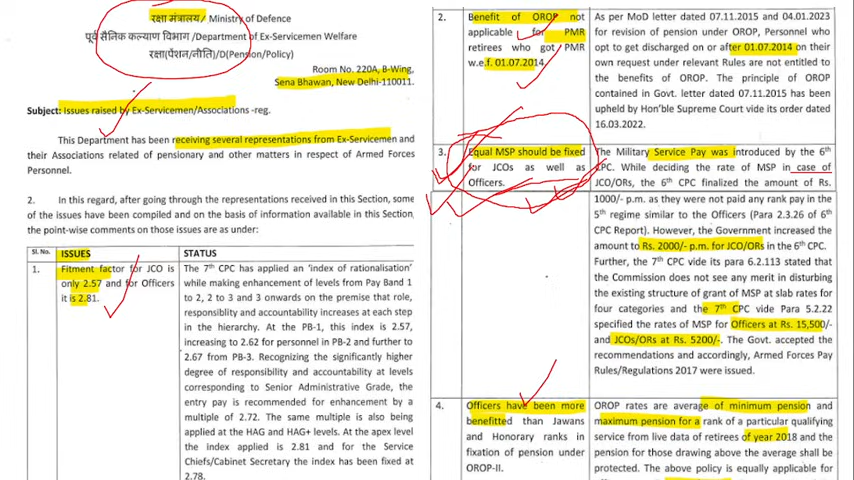 रक्षा मंत्रालय/ Ministry of Defence
पूर्व सैनिक कल्याण विभाग /Department of Ex-Servicemen Welfare
रक्षा(पेंशन/नीति)/D(Pension/Policy)
Room No. 220A, B-Wing,
Sena Bhawan, New Delhi-110011.
Subject: Issues raised by Ex-Servicemen/Associations -reg.
This Department has been receiving several representations from Ex-Servicemen and
their Associations related of pensionary and other matters in respect of Armed Forces
Personnel.
2. In this regard, after going through the representations received in this Section, some
of the issues have been compiled and on the basis of information available in this Section,
the point-wise comments on those issues are as under:
Sl. No. ISSUES STATUS
1. Fitment factor for JCO is
only 2.57 and for Officers
it is 2.81.
The 7th CPC has applied an 'index of rationalisation'
while making enhancement of levels from Pay Band 1
to 2, 2 to 3 and 3 onwards on the premise that role,
responsiblity and accountability increases at each step
in the hierarchy. At the PB-1, this index is 2.57,
increasing to 2.62 for personnel in PB-2 and further to
2.67 from PB-3. Recognizing the significantly higher
degree of responsibility and accountability at levels
corresponding to Senior Administrative Grade, the
entry pay is recommended for enhancement by a
multiple of 2.72. The same multiple is also being
applied at the HAG and HAG+ levels. At the apex level
the index applied is 2.81 and for the Service
Chiefs/Cabinet Secretary the index has been fixed at
2.78.
2. Benefit of OROP not
applicable for PMR
retirees who got PMR
w.e.f. 01.07.2014.
As per MoD letter dated 07.11.2015 and 04.01.2023
for revision of pension under OROP, Personnel who
opt to get discharged on or after 01.07.2014 on their
own request under relevant Rules are not entitled to
the benefits of OROP. The principle of OROP
contained in Govt. letter dated 07.11.2015 has been
upheld by Hon'ble Supreme Court vide its order dated
16.03.2022.
3. Equal MSP should be fixed
for JCOs as well as
Officers.
The Military Service Pay was introduced by the 6th
CPC. While deciding the rate of MSP in case of
JCO/ORs, the 6th CPC finalized the amount of Rs.
1000/- p.m. as they were not paid any rank pay in the
5th regime similar to the Officers (Para 2.3.26 of 6th
CPC Report). However, the Government increased the
amount to Rs. 2000/- p.m. for JCO/ORs in the 6th CPC.
Further, the 7th CPC vide its para 6.2.113 stated that
the Commission does not see any merit in disturbing
the existing structure of grant of MSP at slab rates for
four categories and the 7th CPC vide Para 5.2.22
specified the rates of MSP for Officers at Rs. 15,500/-
and JCOs/ORs at Rs. 5200/-. The Govt. accepted the
recommendations and accordingly, Armed Forces Pay
Rules/Regulations 2017 were issued.
4. Officers have been more
benefitted than Jawans
and Honorary ranks in
fixation of pension under
OROP-II.
OROP rates are average of minimum pension and
maximum pension for a rank of a particular qualifying
service from live data of retirees of year 2018 and the
pension for those drawing above the average shall be
protected. The above policy is equally applicable for